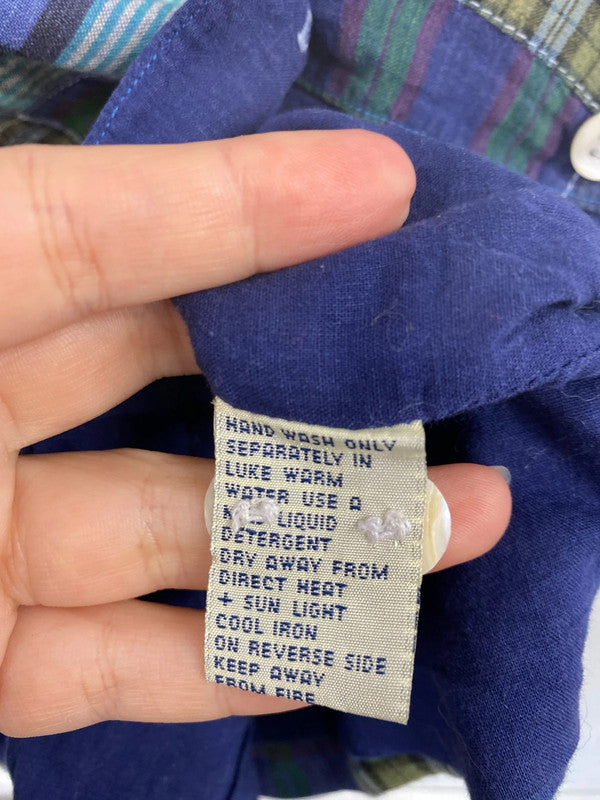 HAND WASH ONLY
SEPARATELY IN
LUKE WARM
WATER USE A
LIQUID
DETERGENT
DRY AWAY FROM
DIRECT HEAT
+ SUN LIGHT
COOL IRON
ON REVERSE SIDE
KEEP AWAY
FROM FIRE